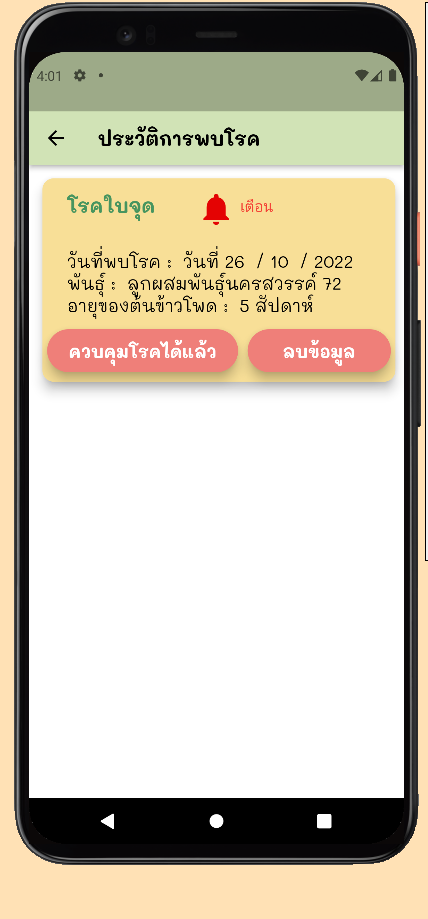 4:01
ประวัติการพบโรค
โรคใบจุด เตือน
วันที่พบโรค : วันที่ 26 / 10 / 2022
พันธุ์ : ลูกผสมพันธุ์นครสวรรค์ 72
อายุของต้นข้าวโพด : 5 สัปดาห์
ควบคุมโรคได้แล้ว ลบข้อมูล